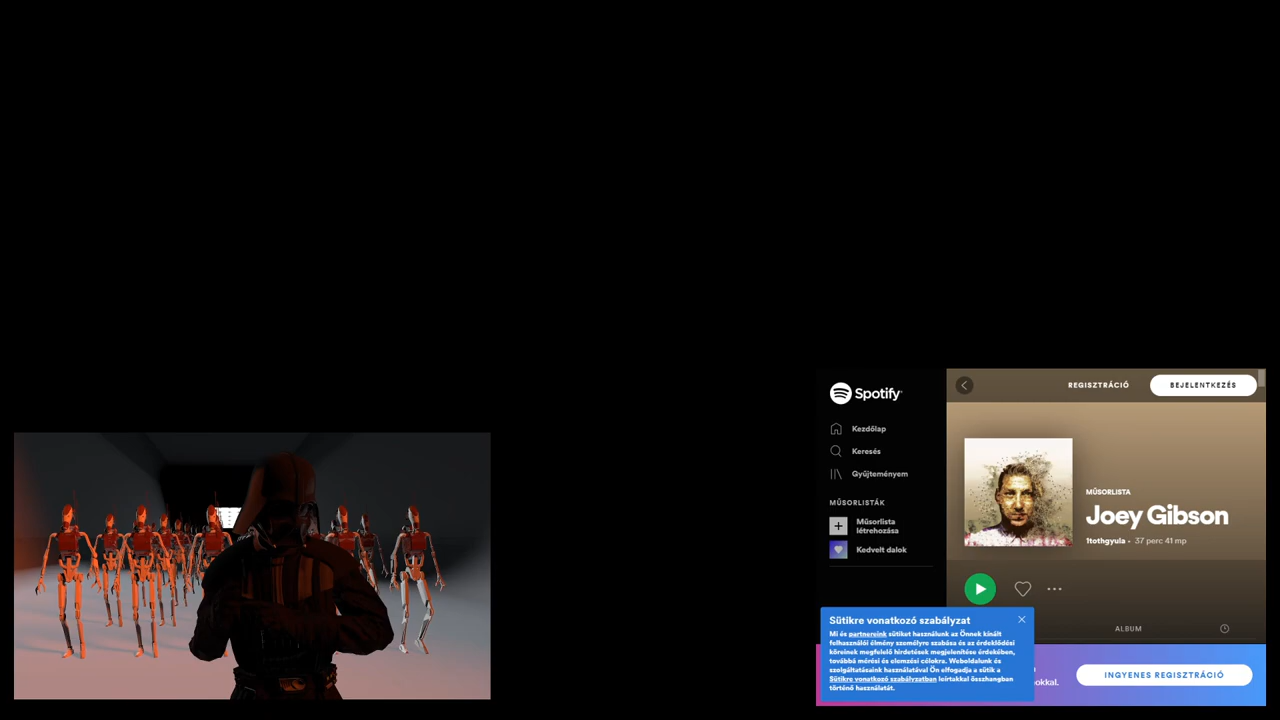 Spotify
Kezdőlap
Keresés
Gyűjteményem
MŰSORLISTÁK
Műsorlista
létrehozása
Kedvelt dalok
REGISZTRÁCIÓ
BEJELENTKEZÉS
MŰSORLISTA
Joey Gibson
1tothgyula • 37 perc 41 mp
ALBUM
Sütikre vonatkozó szabályzat
Mi és partnereink sütiket használunk az Önnek kínált
felhasználói élmény személyre szabása és az érdeklődési
köreinek megfelelő hirdetések megjelenítése érdekében,
továbbá mérési és elemzési célokra. Weboldalunk és
szolgáltatásaink használatával Ön elfogadja a sütik a
Sütikre vonatkozó szabályzatban leírtakkal összhangban
történő használatát.
okkal.
INGYENES REGISZTRÁCIÓ